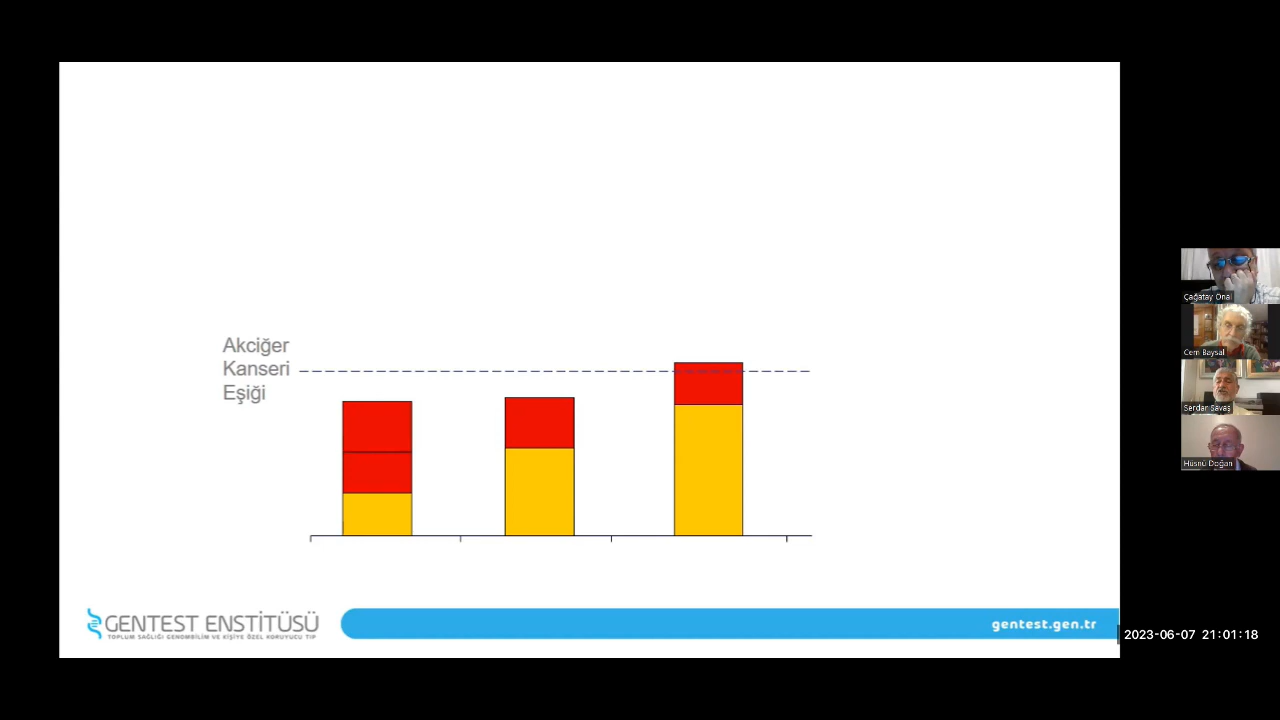 Akciğer
Kanseri
Eşiği
GENTEST ENSTİTÜSÜ
TOPLUM SAĞLIĞI GENOMBİLİM VE KİŞİYE ÖZEL KORUYUCU TIP
gentest.gen.tr
Çağatay Önal
Cem Baysal
Serdar Savaş
Hüsnü Doğan
2023-06-07 21:01:18